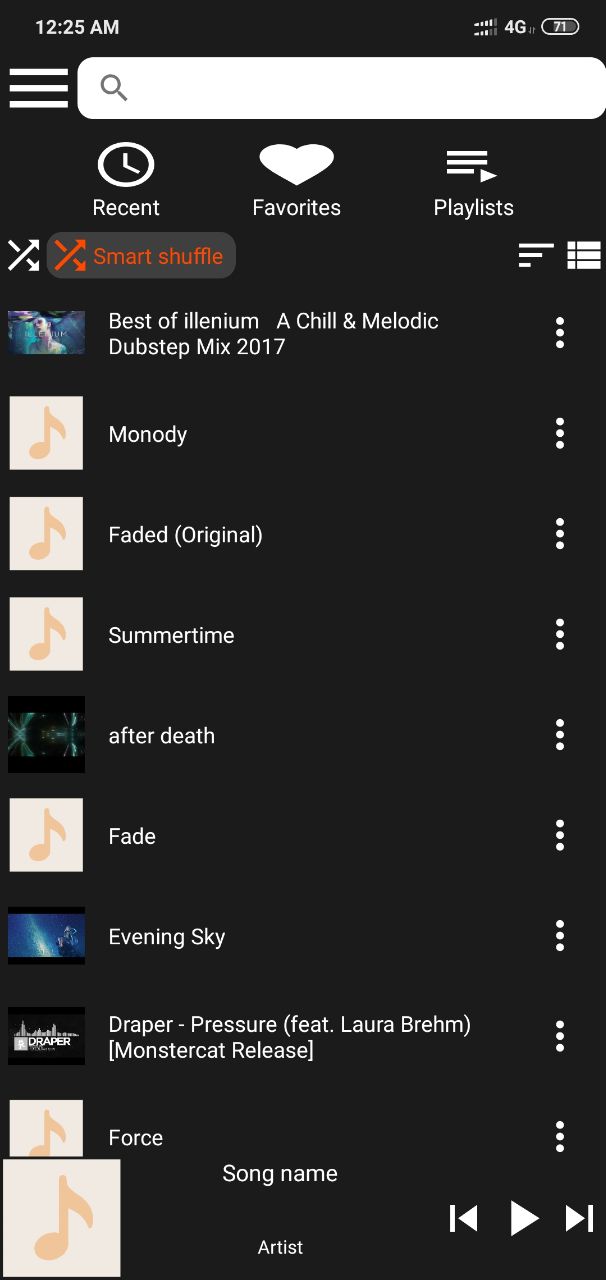 12:25 AM 4G 71
Recent Favorites Playlists
Smart shuffle
ILLENIUM
Best of illenium   A Chill & Melodic
Dubstep Mix 2017
Monody
Faded (Original)
Summertime
after death
Fade
Evening Sky
DRAPER
Draper - Pressure (feat. Laura Brehm)
[Monstercat Release]
Force
Song name
Artist